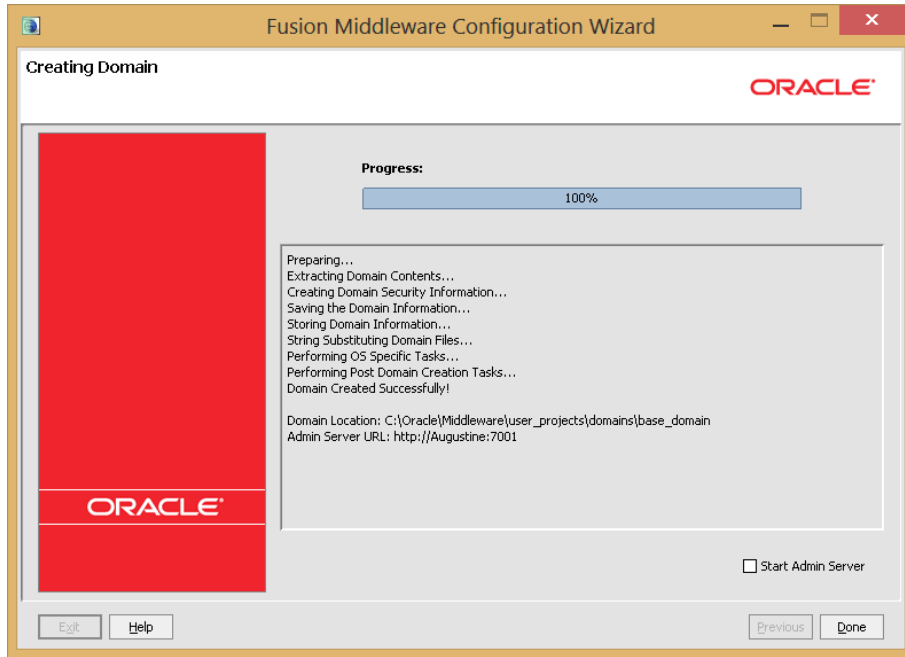 Fusion Middleware Configuration Wizard
Creating Domain
ORACLE
Progress:
100%
Preparing...
Extracting Domain Contents...
Creating Domain Security Information...
Saving the Domain Information...
Storing Domain Information...
String Substituting Domain Files...
Performing OS Specific Tasks...
Performing Post Domain Creation Tasks...
Domain Created Successfully!
Domain Location: C:\Oracle\Middleware\user_projects\domains\base_domain
Admin Server URL: http://Augustine:7001
ORACLE
Start Admin Server
Exit Help Previous Done